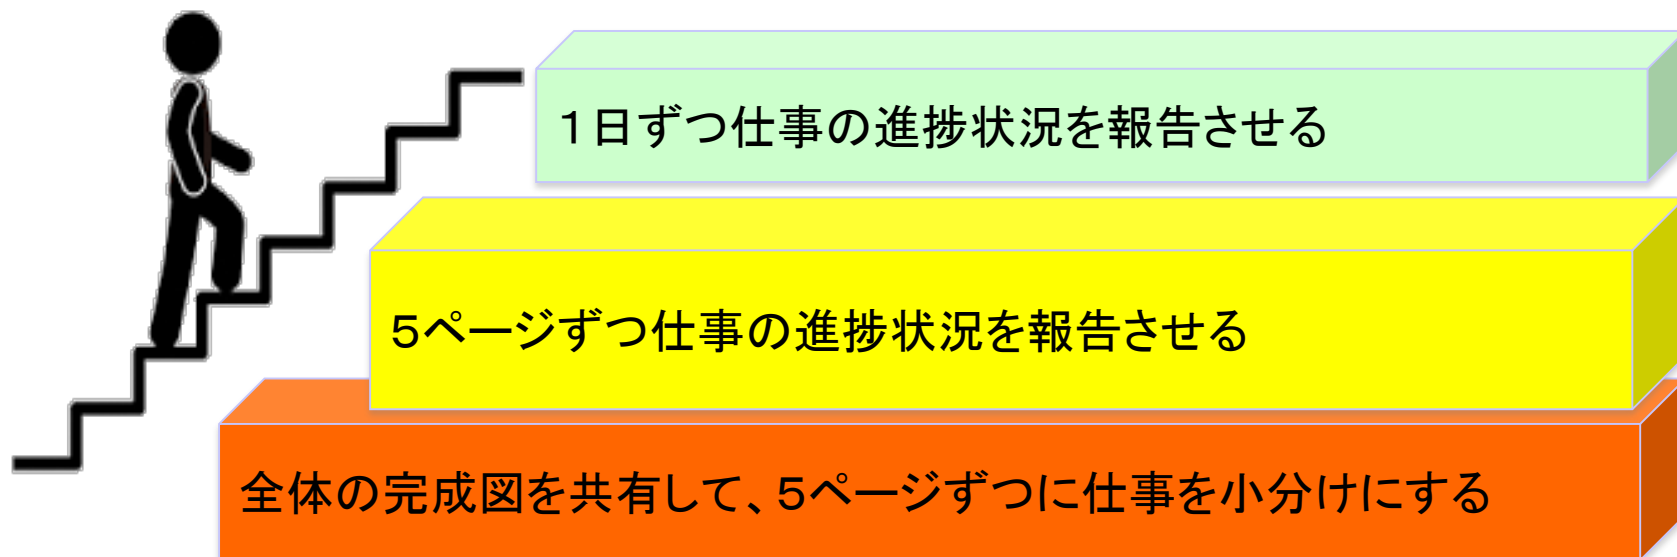 １日ずつ仕事の進捗状況を報告させる
５ページずつ仕事の進捗状況を報告させる
全体の完成図を共有して、５ページずつに仕事を小分けにする